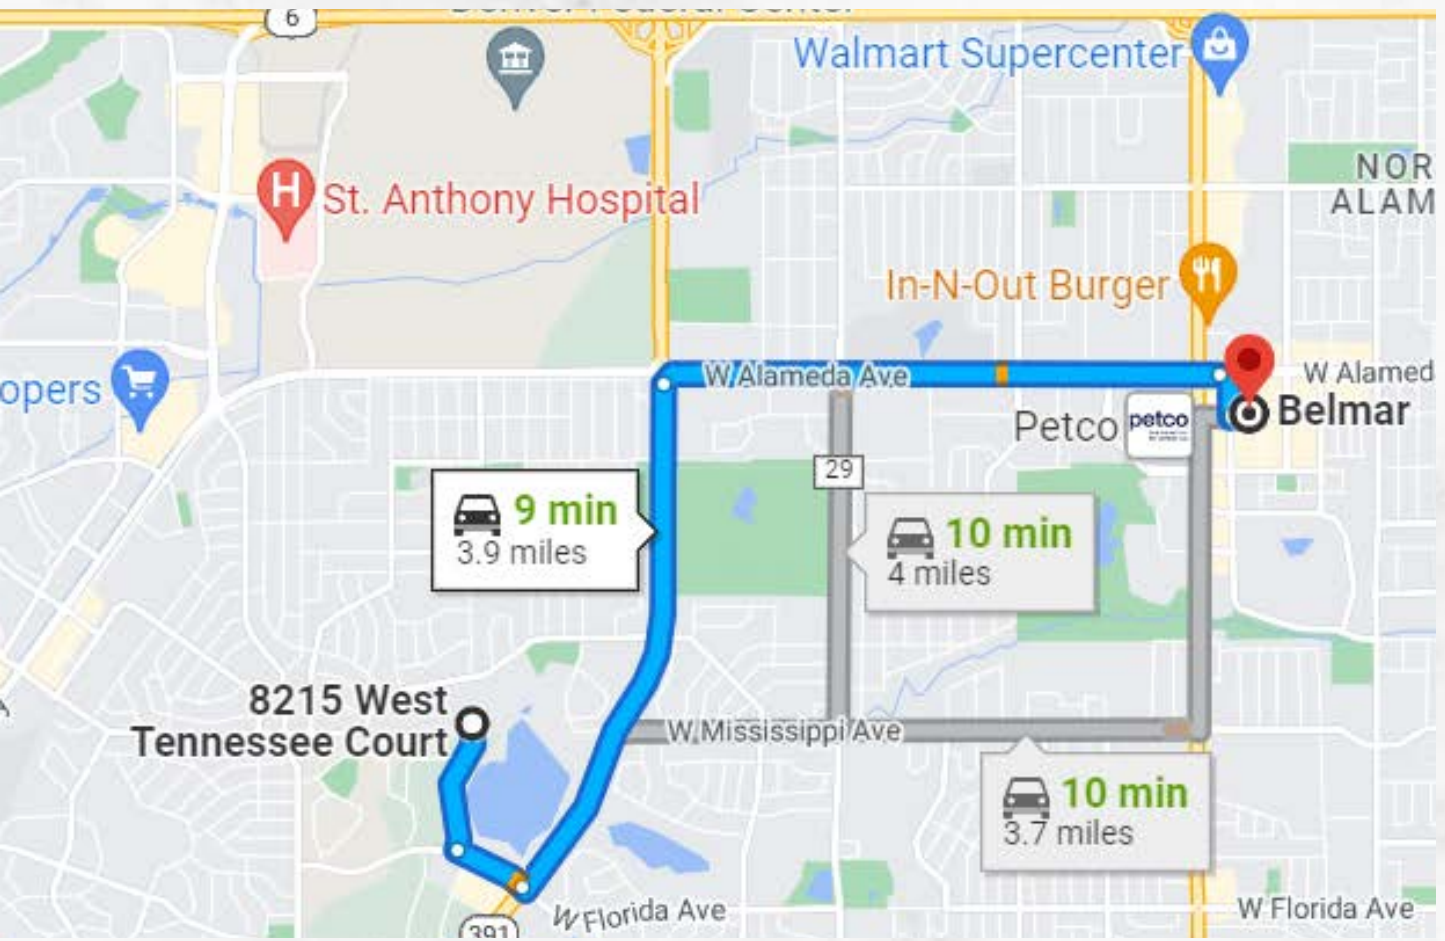 6
Walmart Supercenter
NOR
ALAM
St. Anthony Hospital
In-N-Out Burger
W Alameda Ave
W Alamed
opers
Petco
petco
Belmar
29
9 min
3.9 miles
10 min
4 miles
8215 West
Tennessee Court
W Mississippi Ave
10 min
3.7 miles
W Florida Ave
W Florida Ave
391